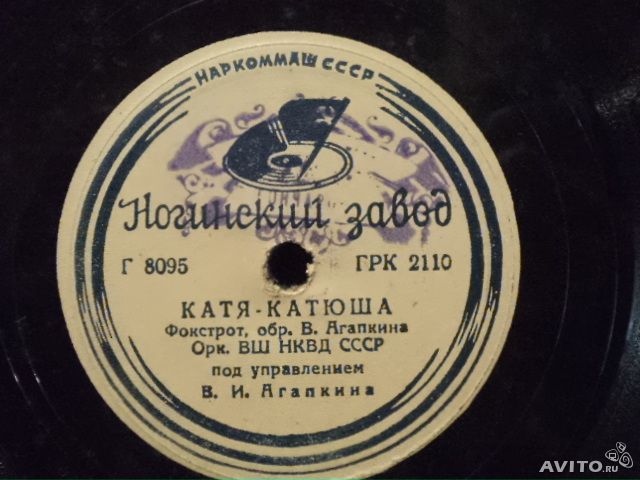 НАРКОММАШ СССР
Ногинский завод
Г 8095 ГРК 2110
КАТЯ-КАТЮША
Фокстрот, обр. В. Агапкина
Орк. ВШ НКВД СССР
под управлением
В. И. Агапкина
AVITO.ru